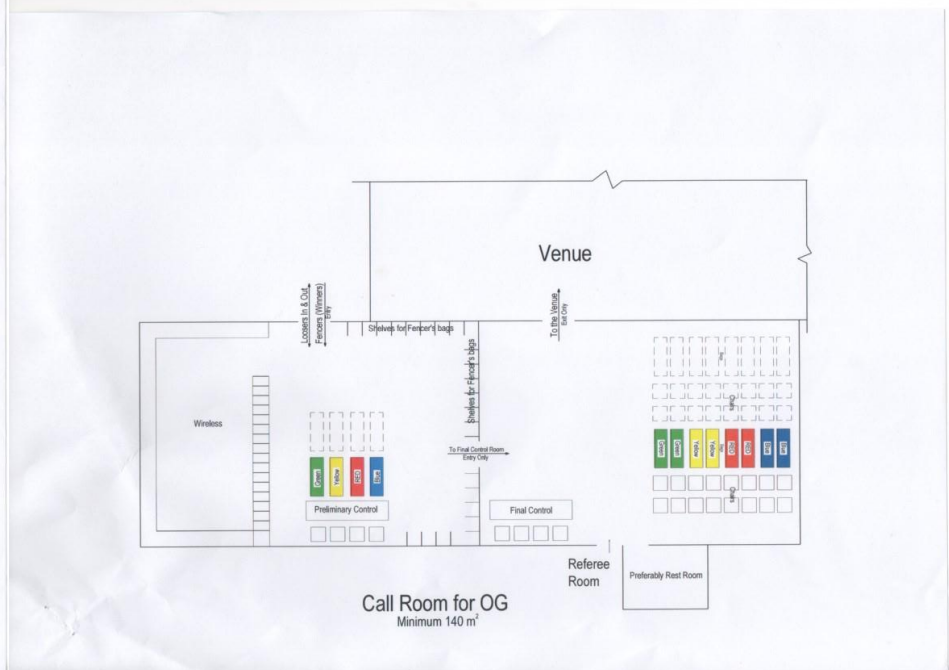 Venue
Loosers In & Out
Fencers (Winners)
Entry
To the Venue
Exit Only
Shelves for Fencer's bags
Shelves for Fencer's bags
Chairs
Wireless
To Final Control Room
Entry Only
Green
Yellow
RED
Blue
Green
Green
Yellow
Yellow
RED
RED
Blue
Blue
Chairs
Preliminary Control
Final Control
Referee
Room
Preferably Rest Room
Call Room for OG
Minimum 140 m²